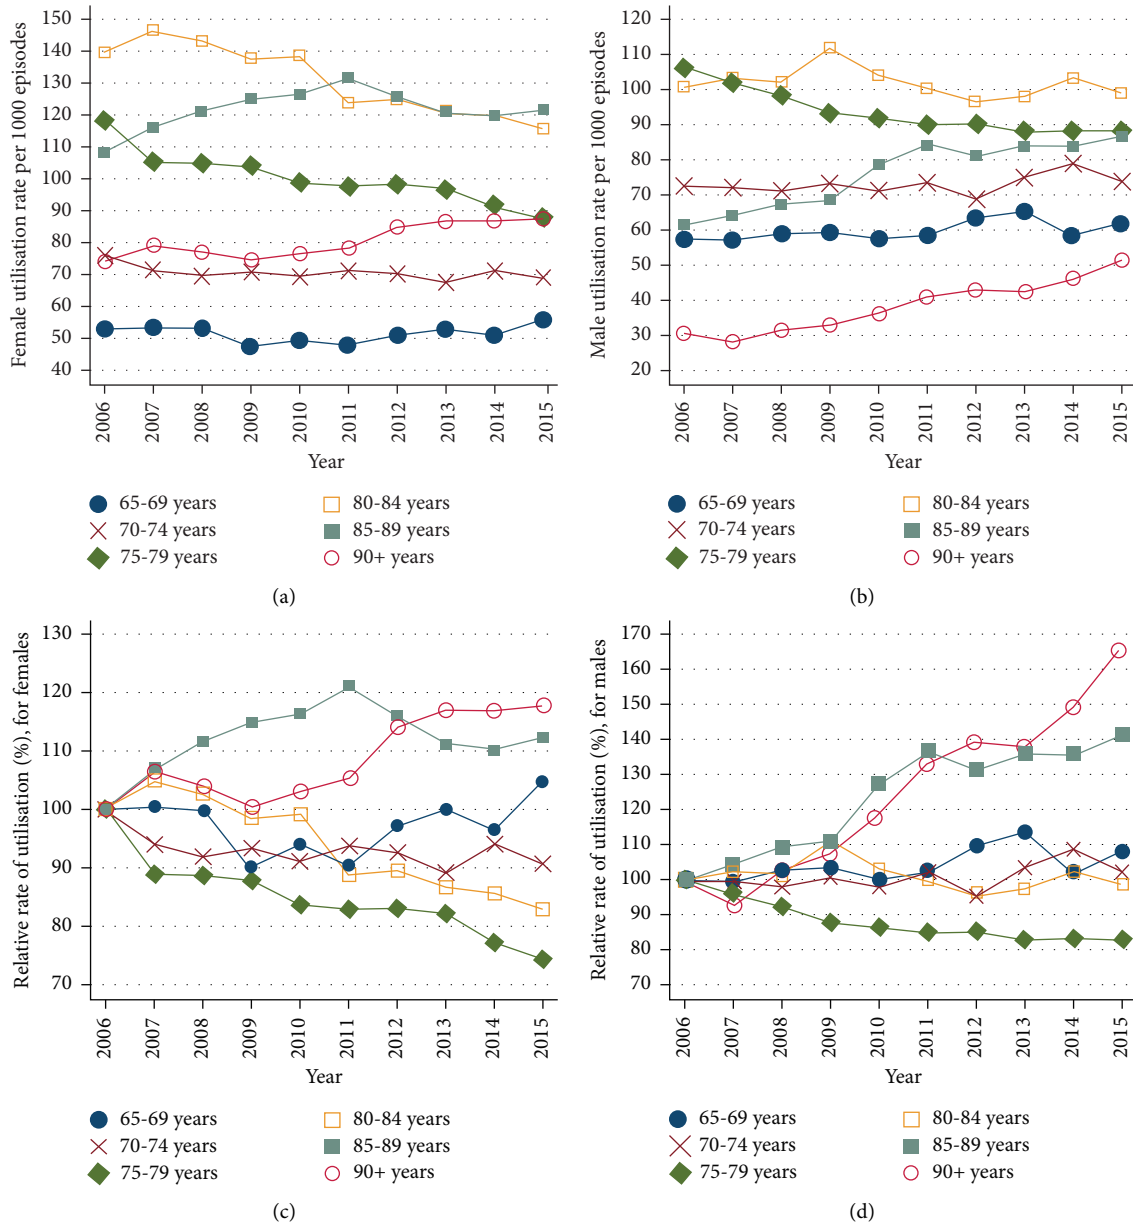 Female utilisation rate per 1000 episodes
150
140
130
120
110
100
90
80
70
60
50
40
2006
2007
2008
2009
2010
2011
2012
2013
2014
2015
Year
65-69 years
70-74 years
75-79 years
80-84 years
85-89 years
90+ years
(a)
Male utilisation rate per 1000 episodes
120
110
100
90
80
70
60
50
40
30
20
2006
2007
2008
2009
2010
2011
2012
2013
2014
2015
Year
65-69 years
70-74 years
75-79 years
80-84 years
85-89 years
90+ years
(b)
Relative rate of utilisation (%), for females
130
120
110
100
90
80
70
2006
2007
2008
2009
2010
2011
2012
2013
2014
2015
Year
65-69 years
70-74 years
75-79 years
80-84 years
85-89 years
90+ years
(c)
Relative rate of utilisation (%), for males
170
160
150
140
130
120
110
100
90
80
70
2006
2007
2008
2009
2010
2011
2012
2013
2014
2015
Year
65-69 years
70-74 years
75-79 years
80-84 years
85-89 years
90+ years
(d)